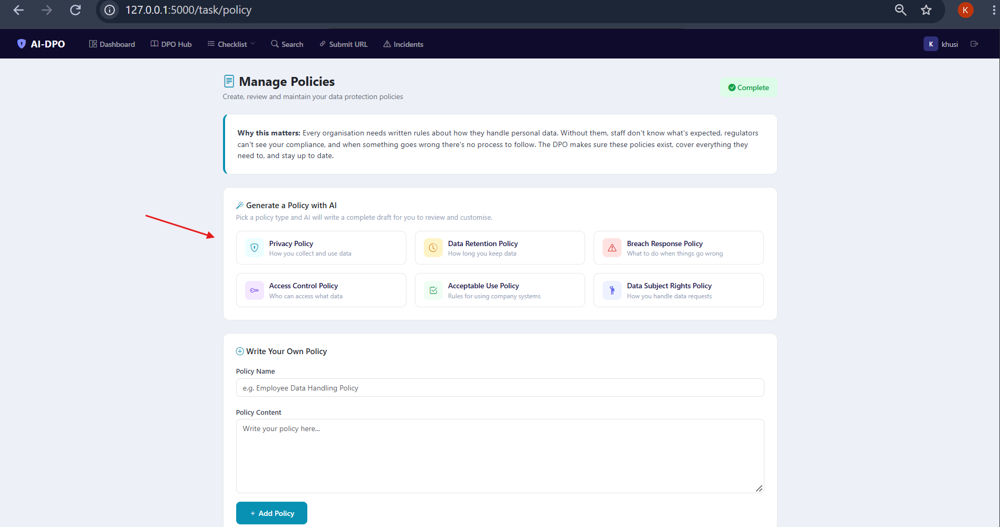 127.0.0.1:5000/task/policy
K
AI-DPO
Dashboard
DPO Hub
Checklist
Search
Submit URL
Incidents
K
khusi
Manage Policies
Create, review and maintain your data protection policies
Complete
Why this matters: Every organisation needs written rules about how they handle personal data. Without them, staff don't know what's expected, regulators
can't see your compliance, and when something goes wrong there's no process to follow. The DPO makes sure these policies exist, cover everything they
need to, and stay up to date.
Generate a Policy with AI
Pick a policy type and AI will write a complete draft for you to review and customise.
Privacy Policy
How you collect and use data
Data Retention Policy
How long you keep data
Breach Response Policy
What to do when things go wrong
Access Control Policy
Who can access what data
Acceptable Use Policy
Rules for using company systems
Data Subject Rights Policy
How you handle data requests
Write Your Own Policy
Policy Name
e.g. Employee Data Handling Policy
Policy Content
Write your policy here...
+ Add Policy